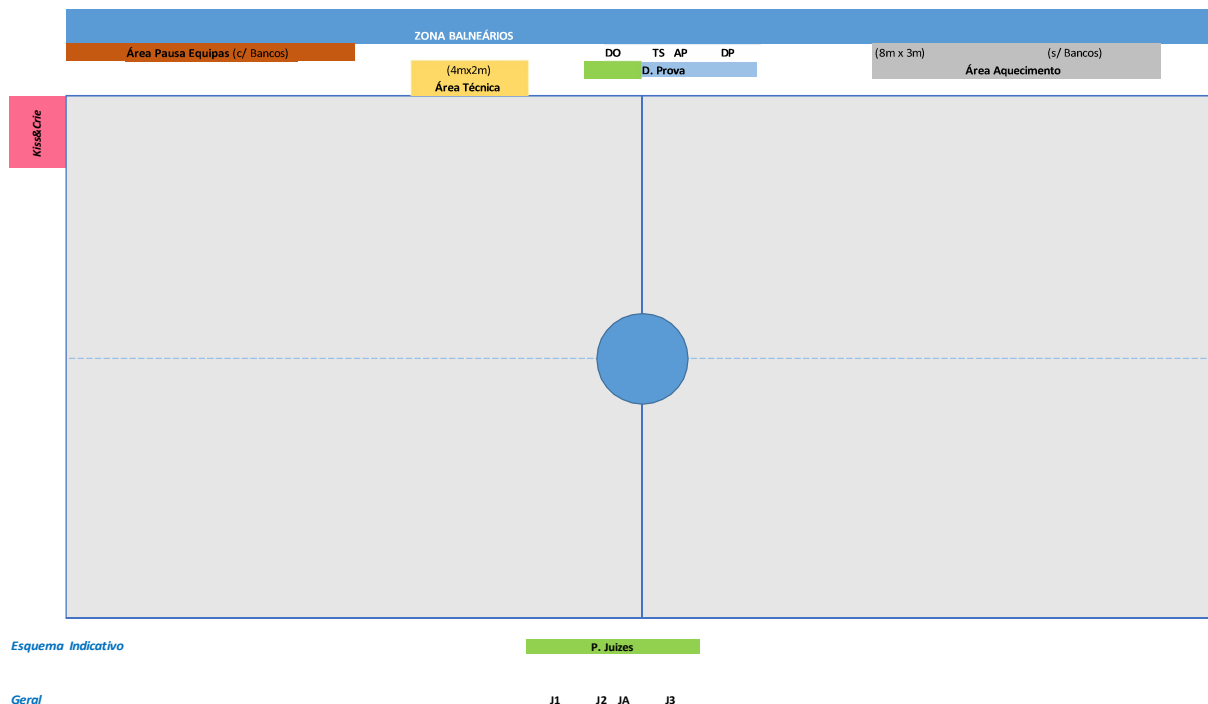 ZONA BALNEÁRIOS
Área Pausa Equipas (c/ Bancos)
DO TS AP DP
(8m x 3m) (s/ Bancos)
(4mx2m)
D. Prova
Área Aquecimento
Área Técnica
Kiss&Crie
Esquema Indicativo
P. Juizes
Geral
J1 J2 JA J3